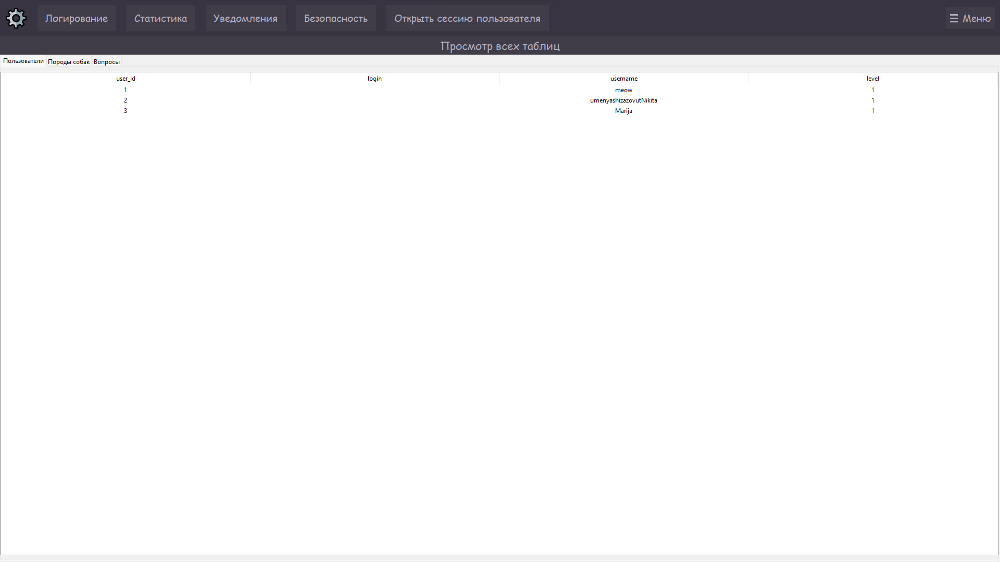 Логирование Статистика Уведомления Безопасность Открыть сессию пользователя ☰ Меню
Просмотр всех таблиц
Пользователи Породы собак Вопросы
user_id login username level
1 meow 1
2 umenyashizazovutNikita 1
3 Marija 1